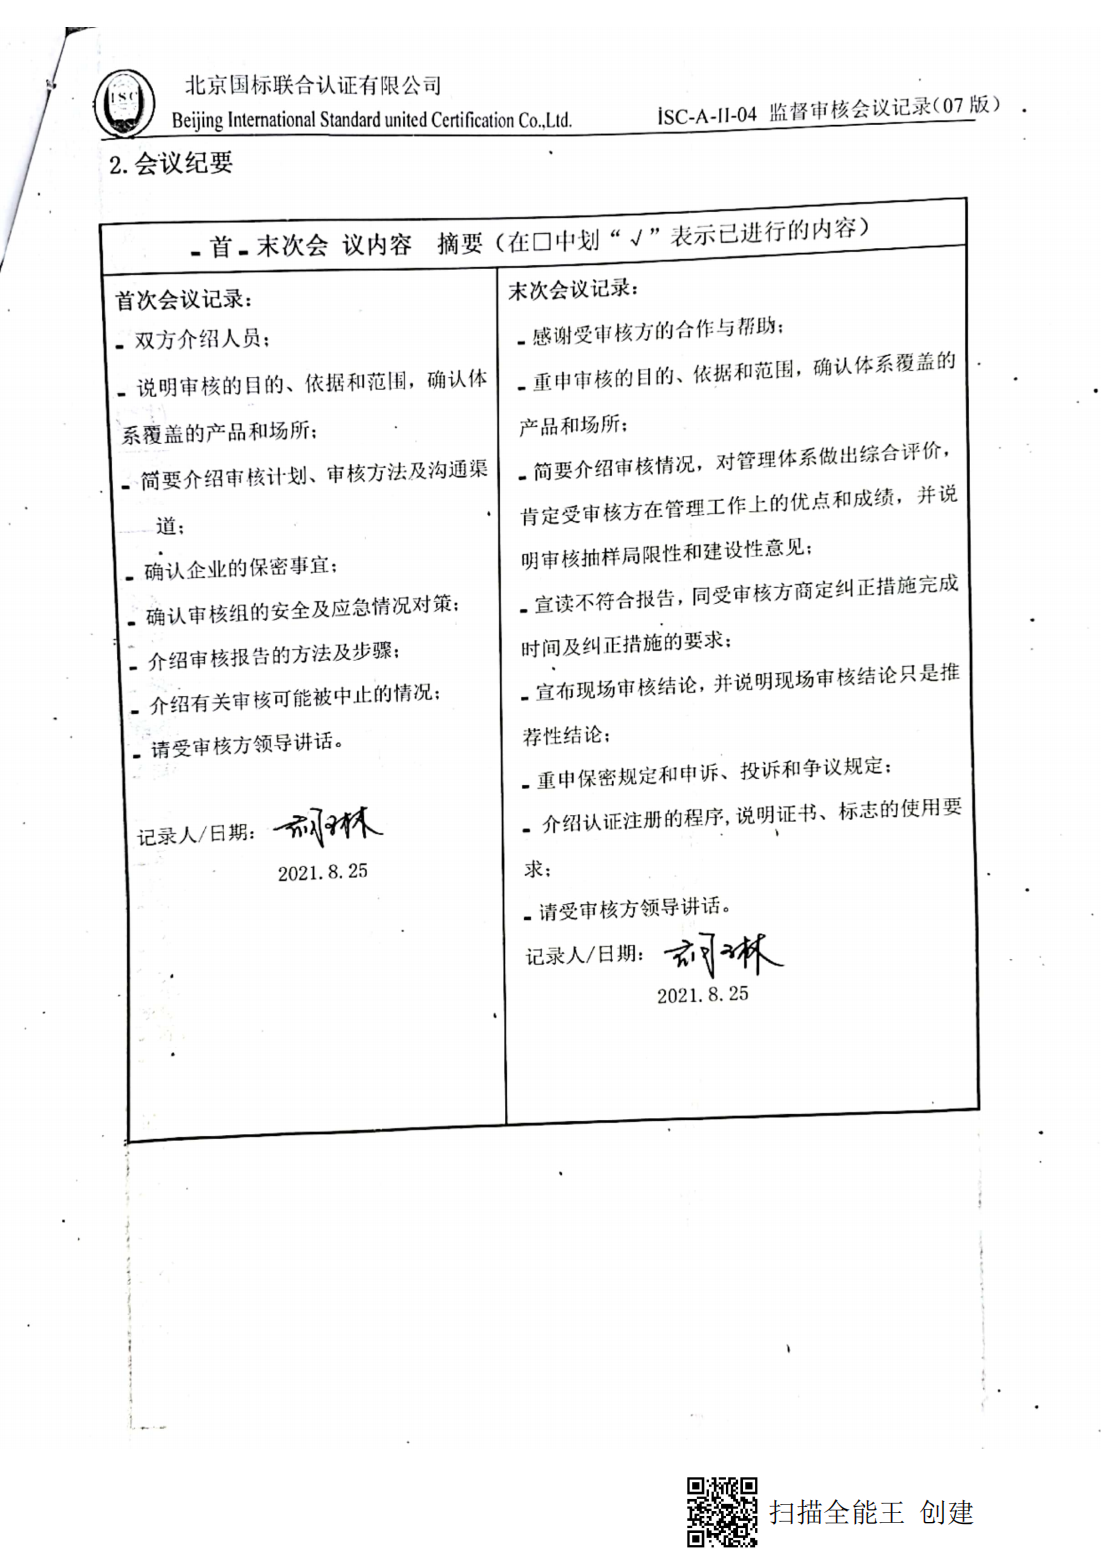 ISC
北京国标联合认证有限公司
Beijing International Standard united Certification Co.,Ltd.
ISC-A-II-04 监督审核会议记录(07版)
2.会议纪要
首 末次会 议内容 摘要(在□中划“√”表示已进行的内容)
首次会议记录:
双方介绍人员;
说明审核的目的、依据和范围,确认体
系覆盖的产品和场所;
简要介绍审核计划、审核方法及沟通渠
道;
确认企业的保密事宜;
确认审核组的安全及应急情况对策;
介绍审核报告的方法及步骤;
介绍有关审核可能被中止的情况;
请受审核方领导讲话。
记录人/日期:
2021.8.25
末次会议记录:
感谢受审核方的合作与帮助;
重申审核的目的、依据和范围,确认体系覆盖的
产品和场所;
简要介绍审核情况,对管理体系做出综合评价,
肯定受审核方在管理工作上的优点和成绩,并说
明审核抽样局限性和建设性意见;
宣读不符合报告,同受审核方商定纠正措施完成
时间及纠正措施的要求;
宣布现场审核结论,并说明现场审核结论只是推
荐性结论;
重申保密规定和申诉、投诉和争议规定;
介绍认证注册的程序,说明证书、标志的使用要
求;
请受审核方领导讲话。
记录人/日期:
2021.8.25
扫描全能王 创建